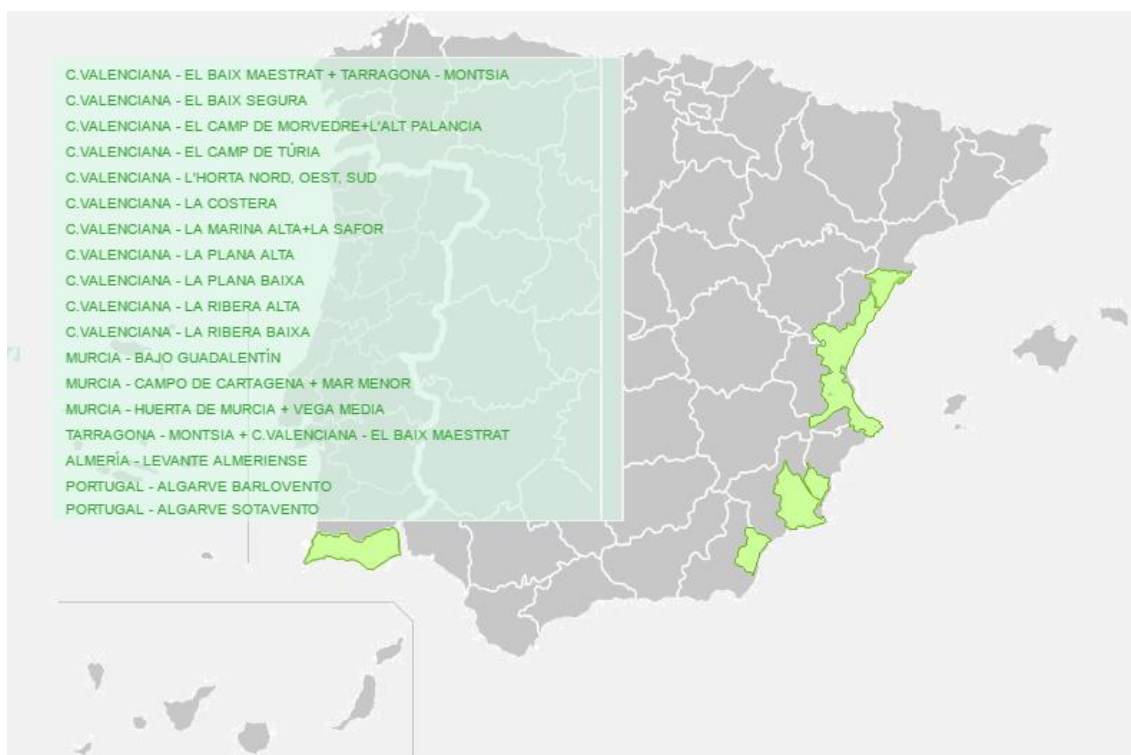 C.VALENCIANA - EL BAIX MAESTRAT + TARRAGONA - MONTSIA
C.VALENCIANA - EL BAIX SEGURA
C.VALENCIANA - EL CAMP DE MORVEDRE+L'ALT PALANCIA
C.VALENCIANA - EL CAMP DE TÚRIA
C.VALENCIANA - L'HORTA NORD, OEST, SUD
C.VALENCIANA - LA COSTERA
C.VALENCIANA - LA MARINA ALTA+LA SAFOR
C.VALENCIANA - LA PLANA ALTA
C.VALENCIANA - LA PLANA BAIXA
C.VALENCIANA - LA RIBERA ALTA
C.VALENCIANA - LA RIBERA BAIXA
MURCIA - BAJO GUADALENTÍN
MURCIA - CAMPO DE CARTAGENA + MAR MENOR
MURCIA - HUERTA DE MURCIA + VEGA MEDIA
TARRAGONA - MONTSIA + C.VALENCIANA - EL BAIX MAESTRAT
ALMERÍA - LEVANTE ALMERIENSE
PORTUGAL - ALGARVE BARLOVENTO
PORTUGAL - ALGARVE SOTAVENTO